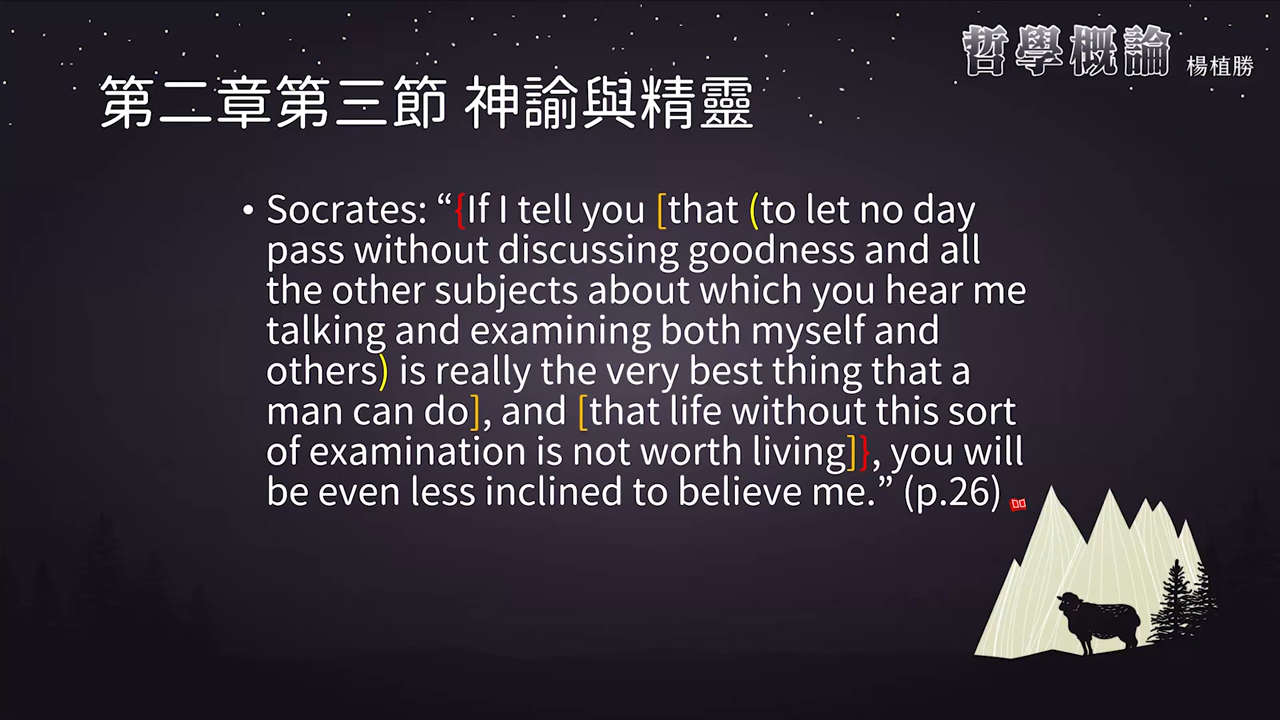 哲學概論 楊植勝
第二章第三節 神諭與精靈
• Socrates: “{If I tell you [that (to let no day
pass without discussing goodness and all
the other subjects about which you hear me
talking and examining both myself and
others) is really the very best thing that a
man can do], and [that life without this sort
of examination is not worth living]}, you will
be even less inclined to believe me.” (p.26)